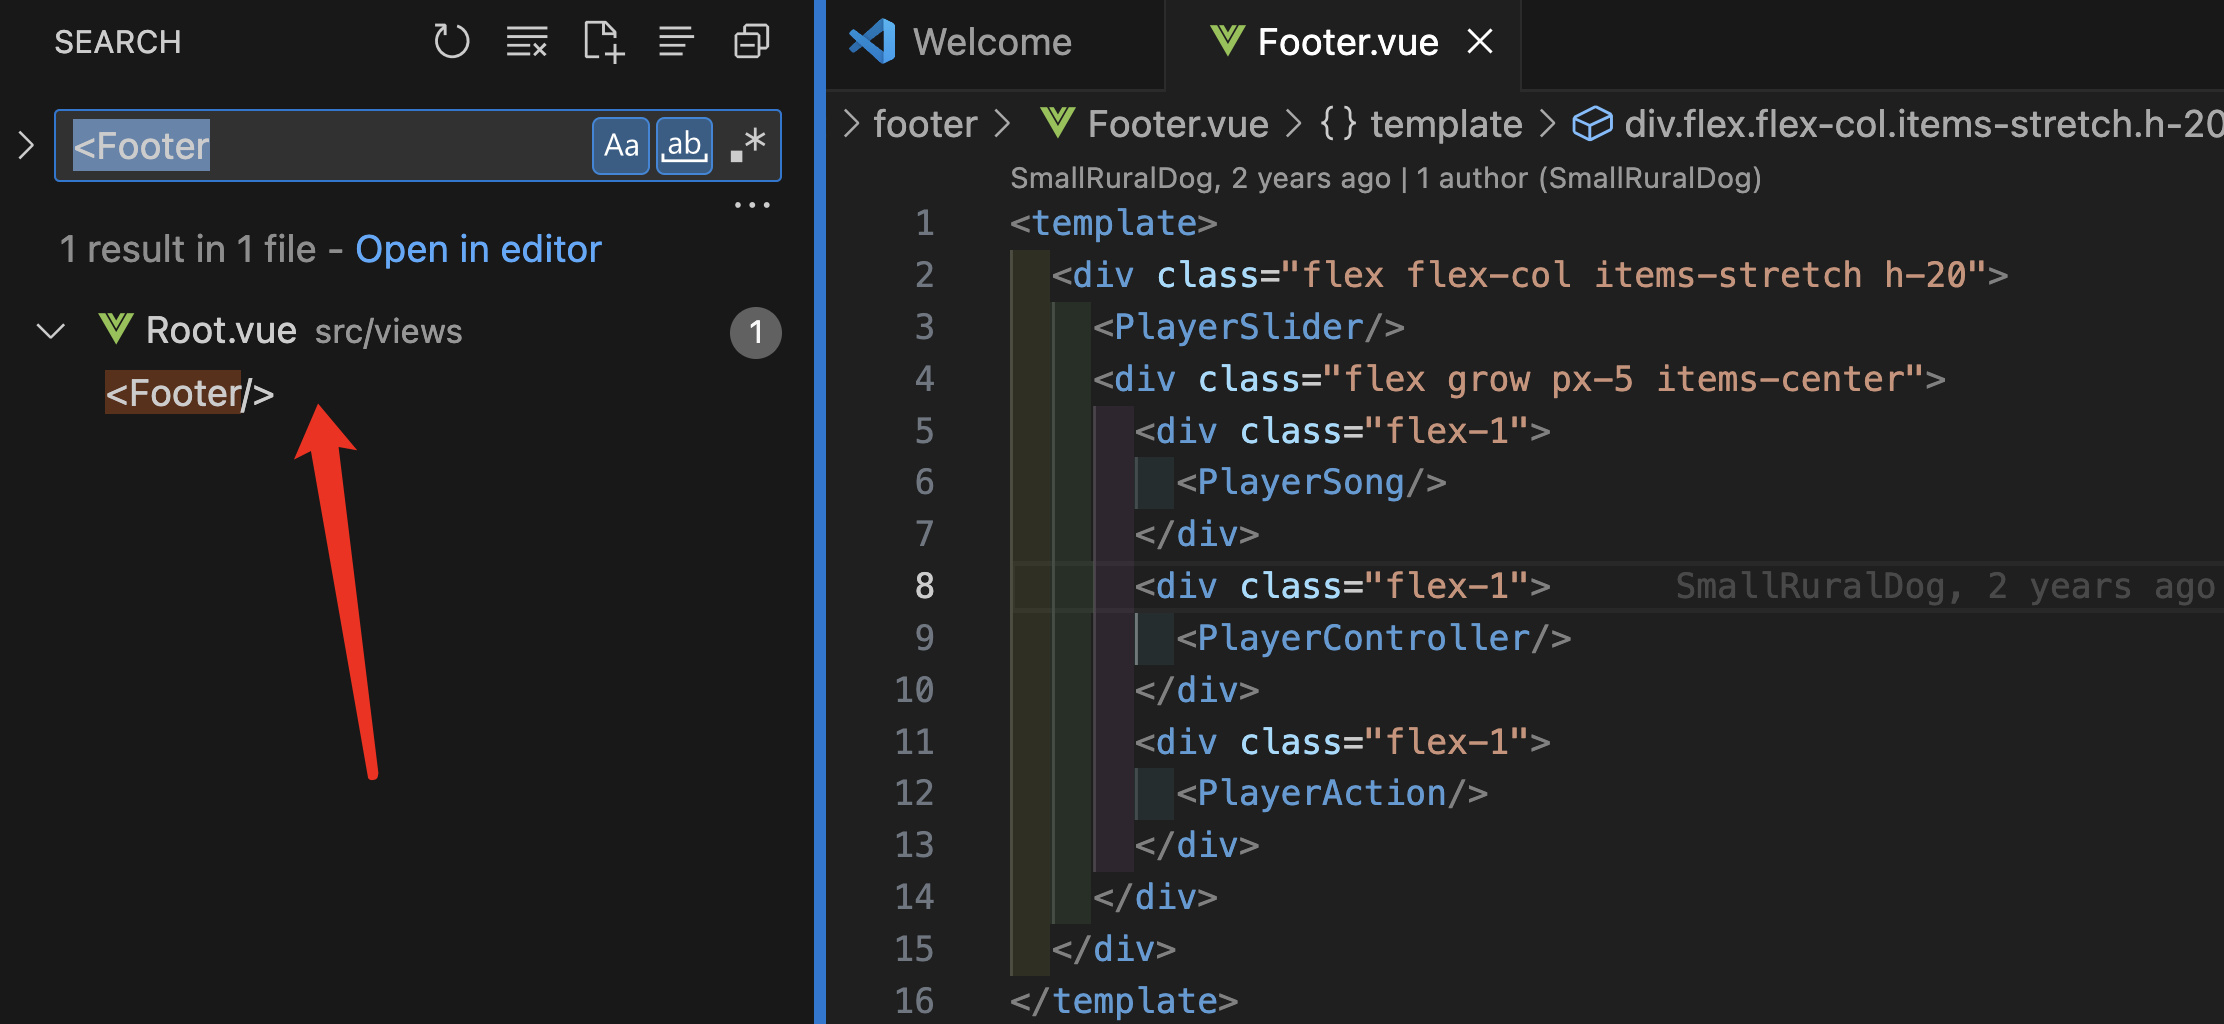 SEARCH
<Footer
Aa
ab
.*
...
1 result in 1 file - Open in editor
Root.vue src/views
1
<Footer/>
Welcome
Footer.vue
footer > Footer.vue > {} template > div.flex.flex-col.items-stretch.h-20
SmallRuralDog, 2 years ago | 1 author (SmallRuralDog)
1 <template>
2 <div class="flex flex-col items-stretch h-20">
3 <PlayerSlider/>
4 <div class="flex grow px-5 items-center">
5 <div class="flex-1">
6 <PlayerSong/>
7 </div>
8 <div class="flex-1"> SmallRuralDog, 2 years ago
9 <PlayerController/>
10 </div>
11 <div class="flex-1">
12 <PlayerAction/>
13 </div>
14 </div>
15 </div>
16 </template>